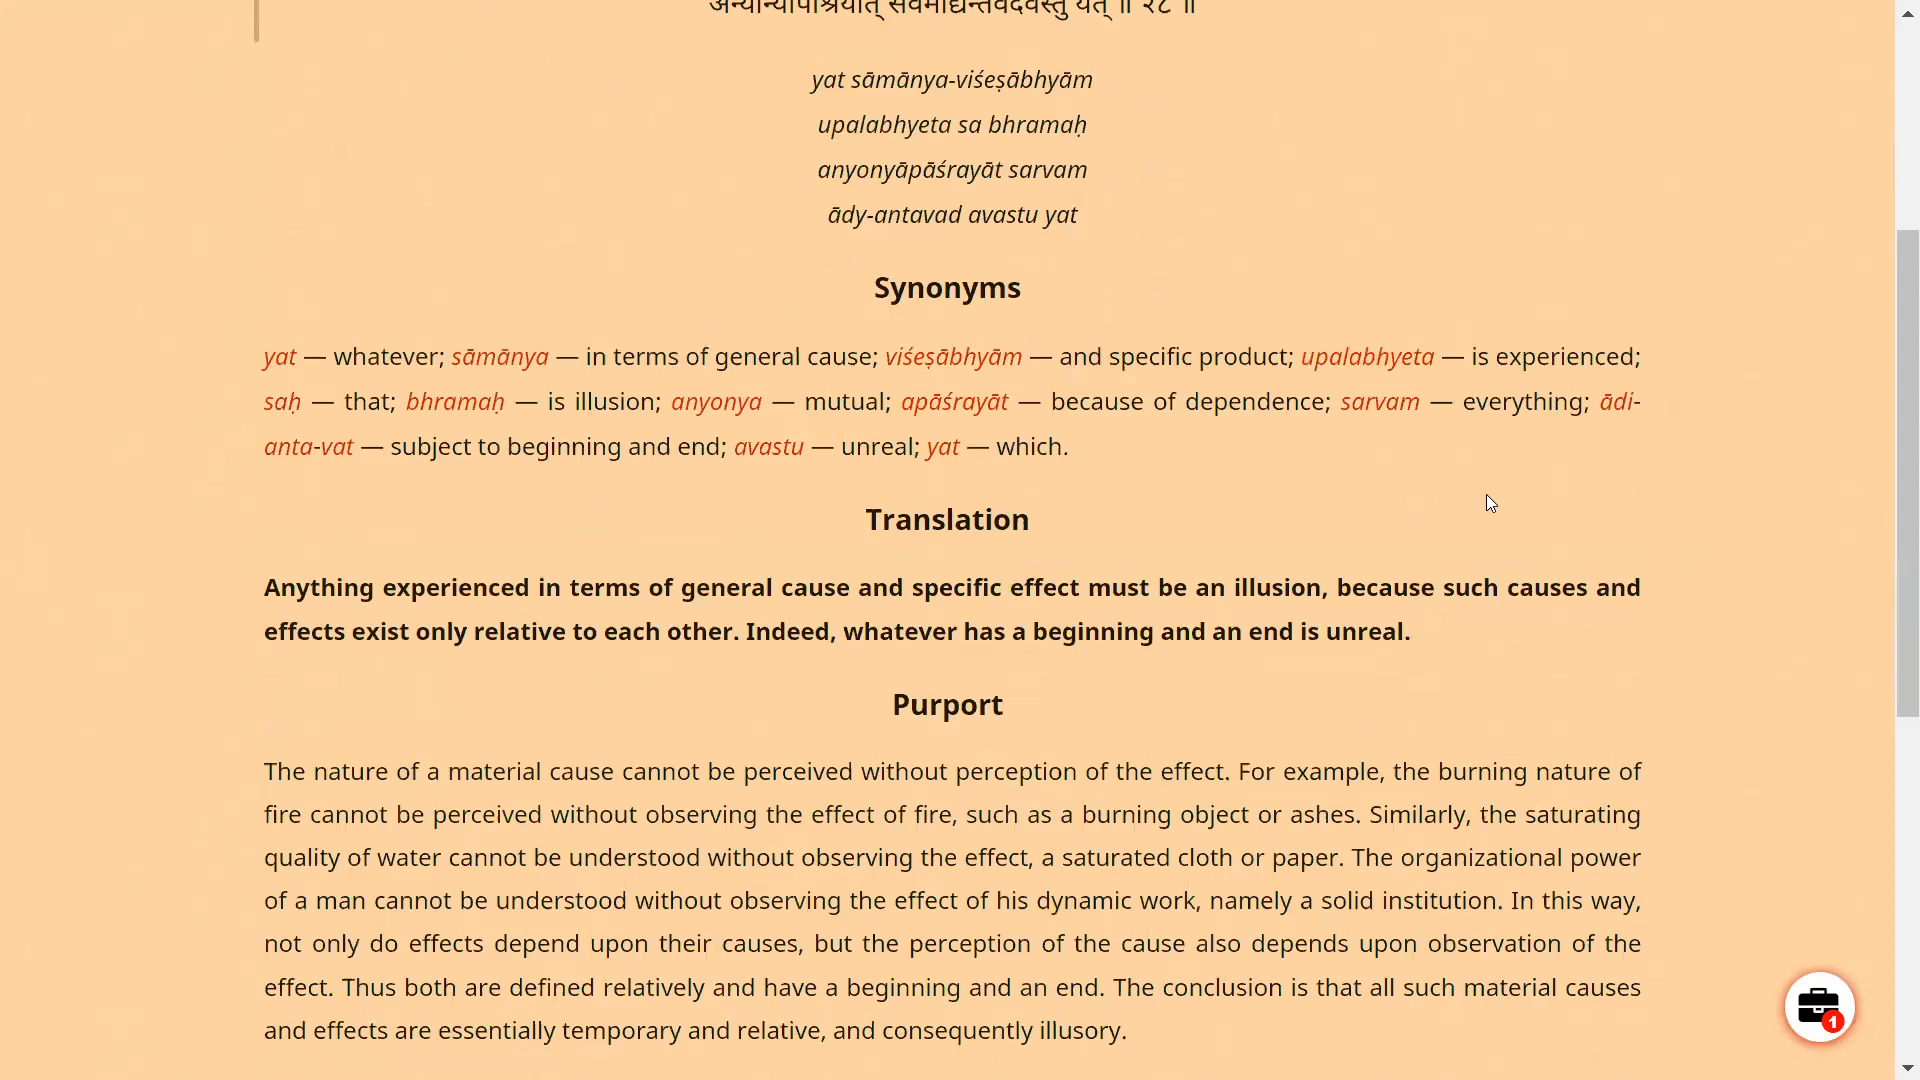 yat sāmānya-viśeṣābhyām
upalabhyeta sa bhramaḥ
anyonyāpāśrayāt sarvam
ādy-antavad avastu yat
Synonyms
yat — whatever; sāmānya — in terms of general cause; viśeṣābhyām — and specific product; upalabhyeta — is experienced;
saḥ — that; bhramaḥ — is illusion; anyonya — mutual; apāśrayāt — because of dependence; sarvam — everything; ādi-
anta-vat — subject to beginning and end; avastu — unreal; yat — which.
Translation
Anything experienced in terms of general cause and specific effect must be an illusion, because such causes and
effects exist only relative to each other. Indeed, whatever has a beginning and an end is unreal.
Purport
The nature of a material cause cannot be perceived without perception of the effect. For example, the burning nature of
fire cannot be perceived without observing the effect of fire, such as a burning object or ashes. Similarly, the saturating
quality of water cannot be understood without observing the effect, a saturated cloth or paper. The organizational power
of a man cannot be understood without observing the effect of his dynamic work, namely a solid institution. In this way,
not only do effects depend upon their causes, but the perception of the cause also depends upon observation of the
effect. Thus both are defined relatively and have a beginning and an end. The conclusion is that all such material causes
and effects are essentially temporary and relative, and consequently illusory.
1